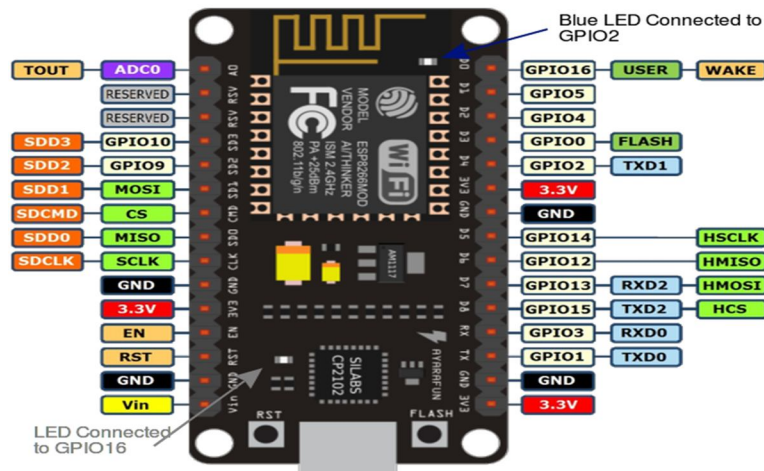 Blue LED Connected to
GPIO2
TOUT ADC0
RESERVED
RESERVED
SDD3 GPIO10
SDD2 GPIO9
SDD1 MOSI
SDCMD CS
SDD0 MISO
SDCLK SCLK
GND
3.3V
EN
RST
GND
Vin
LED Connected
to GPIO16
A0
RSV
RSV
SD3
SD2
SD1
CMD
SD0
CLK
GND
3V3
EN
RST
GND
Vin
MODEL
VENDOR
ESP8266MOD
AI/THINKER
ISM 2.4GHz
PA +25dBm
802.11b/g/n
FC
WiFi
AM1117
SILABS
CP2102
AYARAFUN
RST
FLASH
D0
D1
D2
D3
D4
3V3
GND
D5
D6
D7
D8
RX
TX
GND
3V3
GPIO16 USER WAKE
GPIO5
GPIO4
GPIO0 FLASH
GPIO2 TXD1
3.3V
GND
GPIO14 HSCLK
GPIO12 HMISO
GPIO13 RXD2 HMOSI
GPIO15 TXD2 HCS
GPIO3 RXD0
GPIO1 TXD0
GND
3.3V